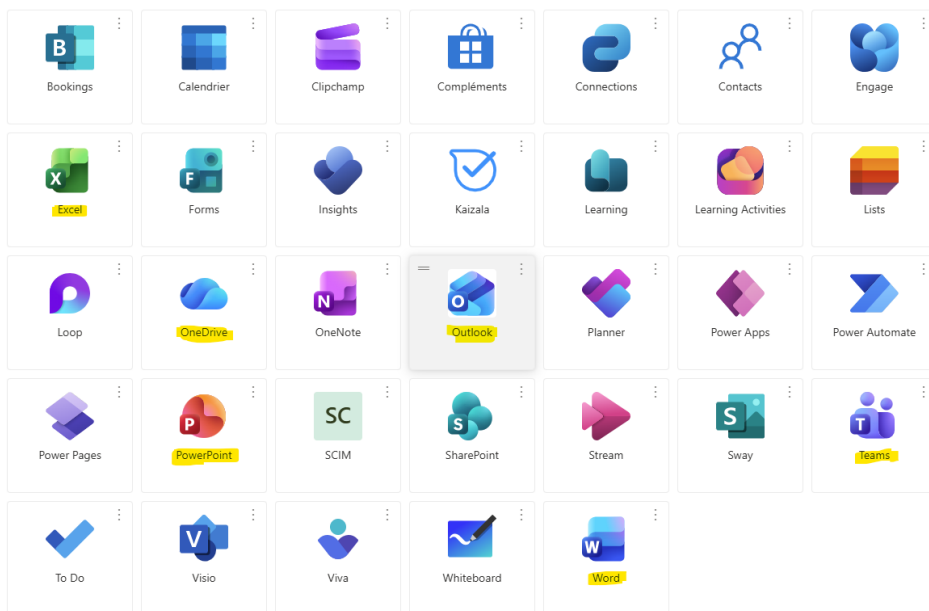 B
Bookings
Calendrier
Clipchamp
Compléments
Connections
Contacts
Engage
X
Excel
F
Forms
Insights
Kaizala
Learning
Learning Activities
Lists
Loop
OneDrive
N
OneNote
O
Outlook
Planner
Power Apps
Power Automate
Power Pages
P
PowerPoint
SC
SCIM
S
SharePoint
Stream
S
Sway
T
Teams
To Do
V
Visio
Viva
Whiteboard
W
Word